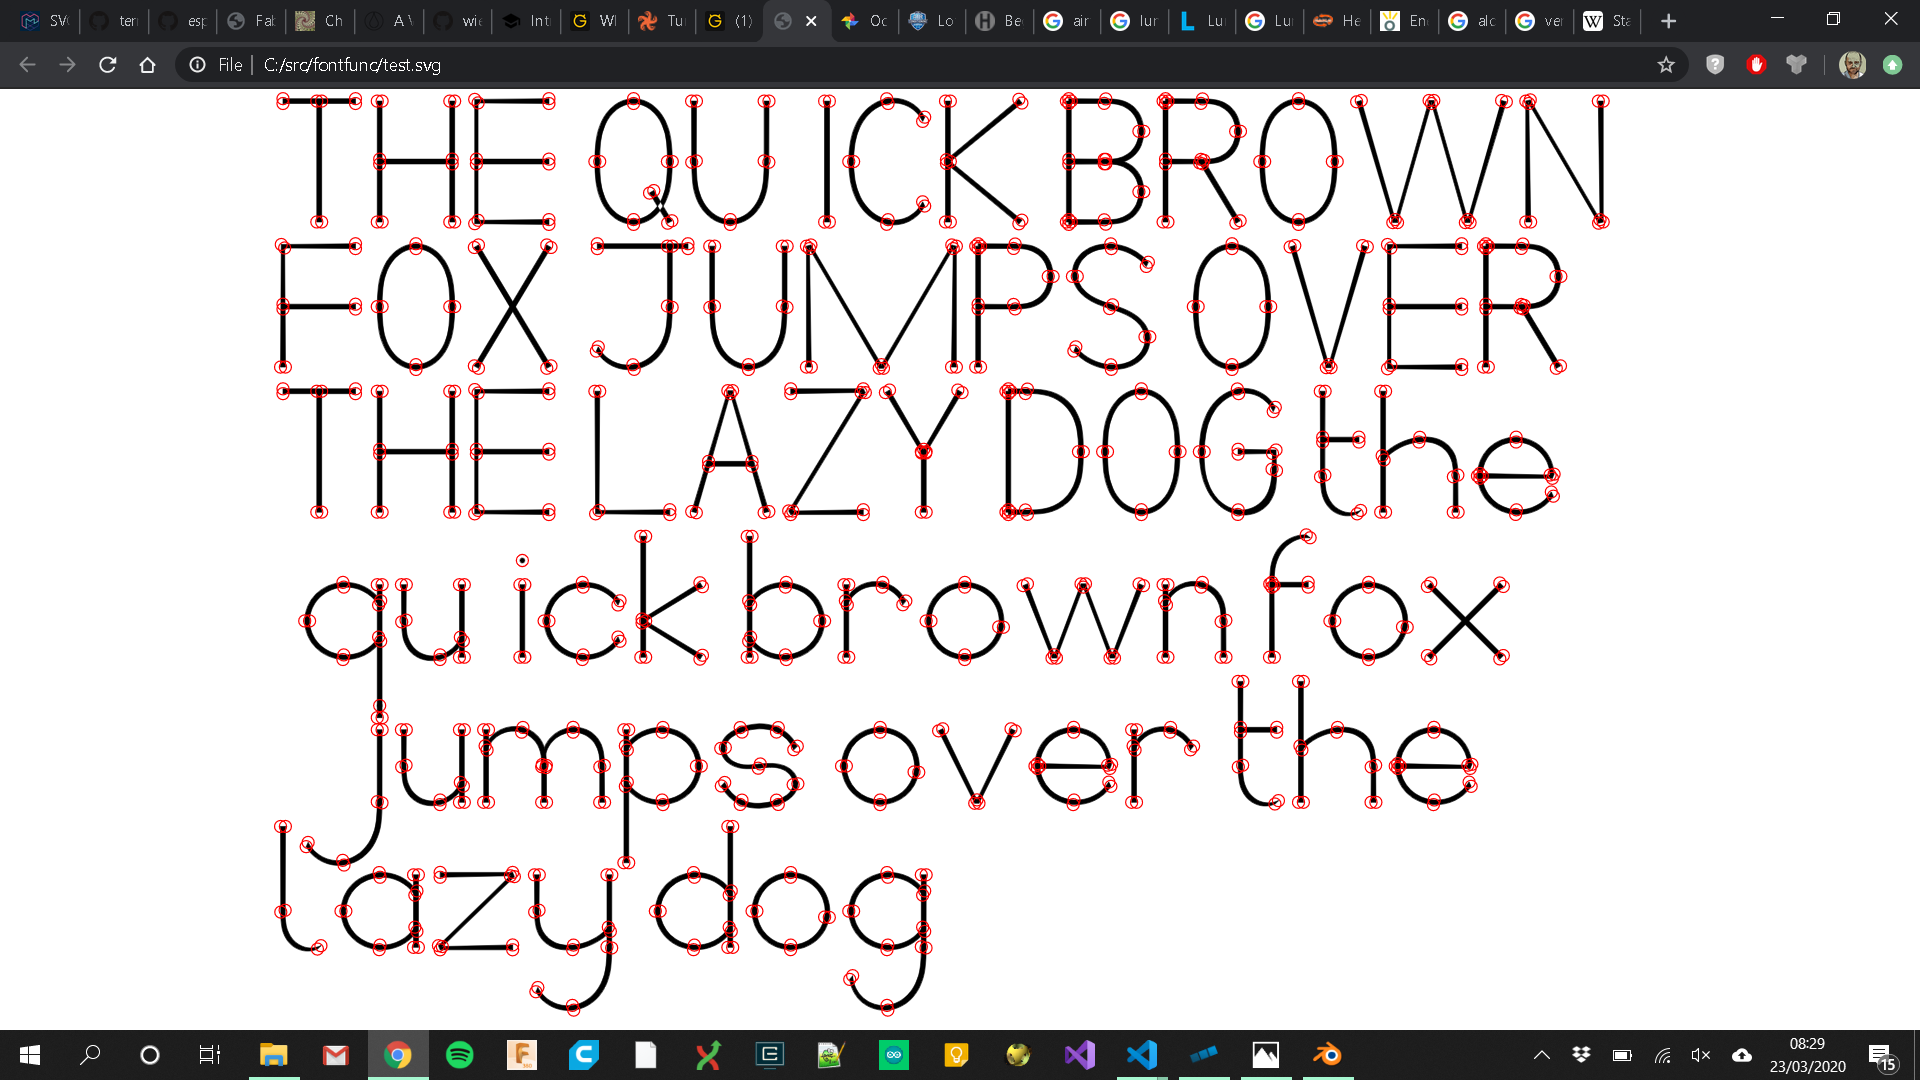 SV ter esp Fab Ch A V wie Int WI Tu (1) Oc Lo Be air lur Lu Lu He En alc ver Sta
File C:/src/fontfunc/test.svg
THE QUICK BROWN
FOX JUMPS OVER
THE LAZY DOG the
quick brown fox
jumps over the
lazy dog
08:29
23/03/2020
15